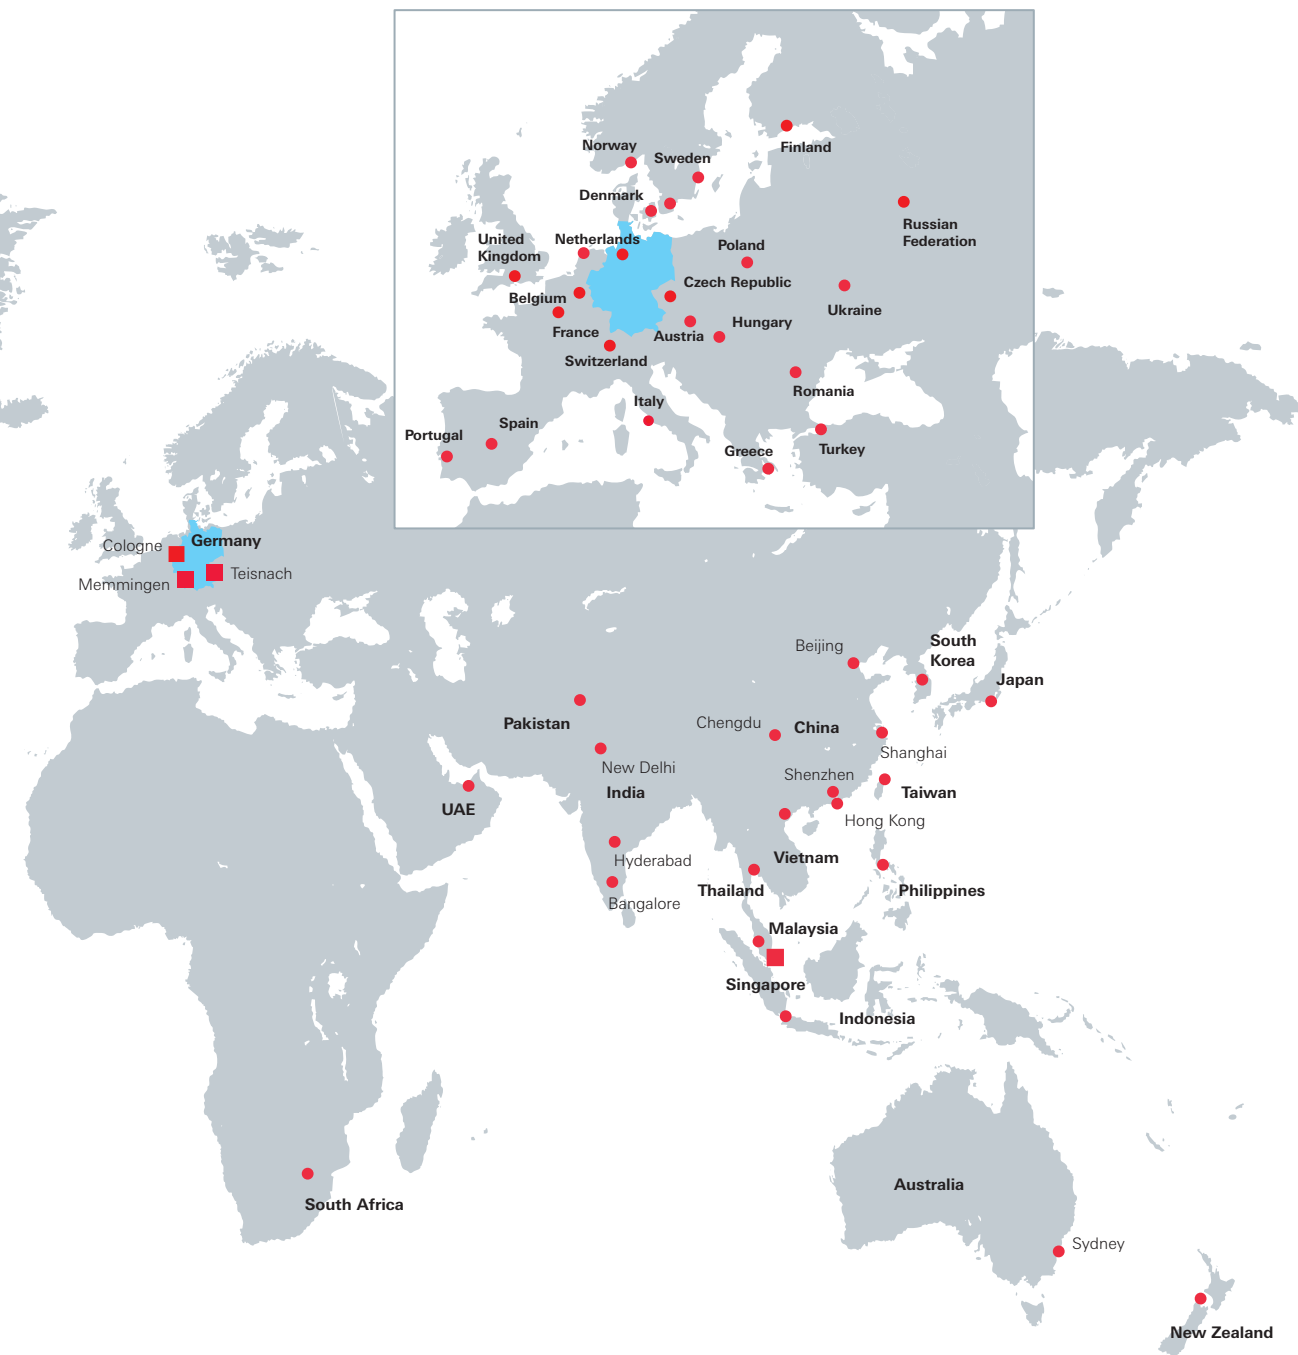 Finland
Norway
Sweden
Denmark
Russian
Federation
United
Kingdom
Netherlands
Poland
Czech Republic
Belgium
Ukraine
France
Austria
Hungary
Switzerland
Romania
Italy
Spain
Portugal
Greece
Turkey
Cologne
Germany
Memmingen
Teisnach
Beijing
South
Korea
Japan
Pakistan
Chengdu
China
Shanghai
New Delhi
Shenzhen
India
Taiwan
UAE
Hong Kong
Hyderabad
Vietnam
Thailand
Philippines
Bangalore
Malaysia
Singapore
Indonesia
Australia
South Africa
Sydney
New Zealand